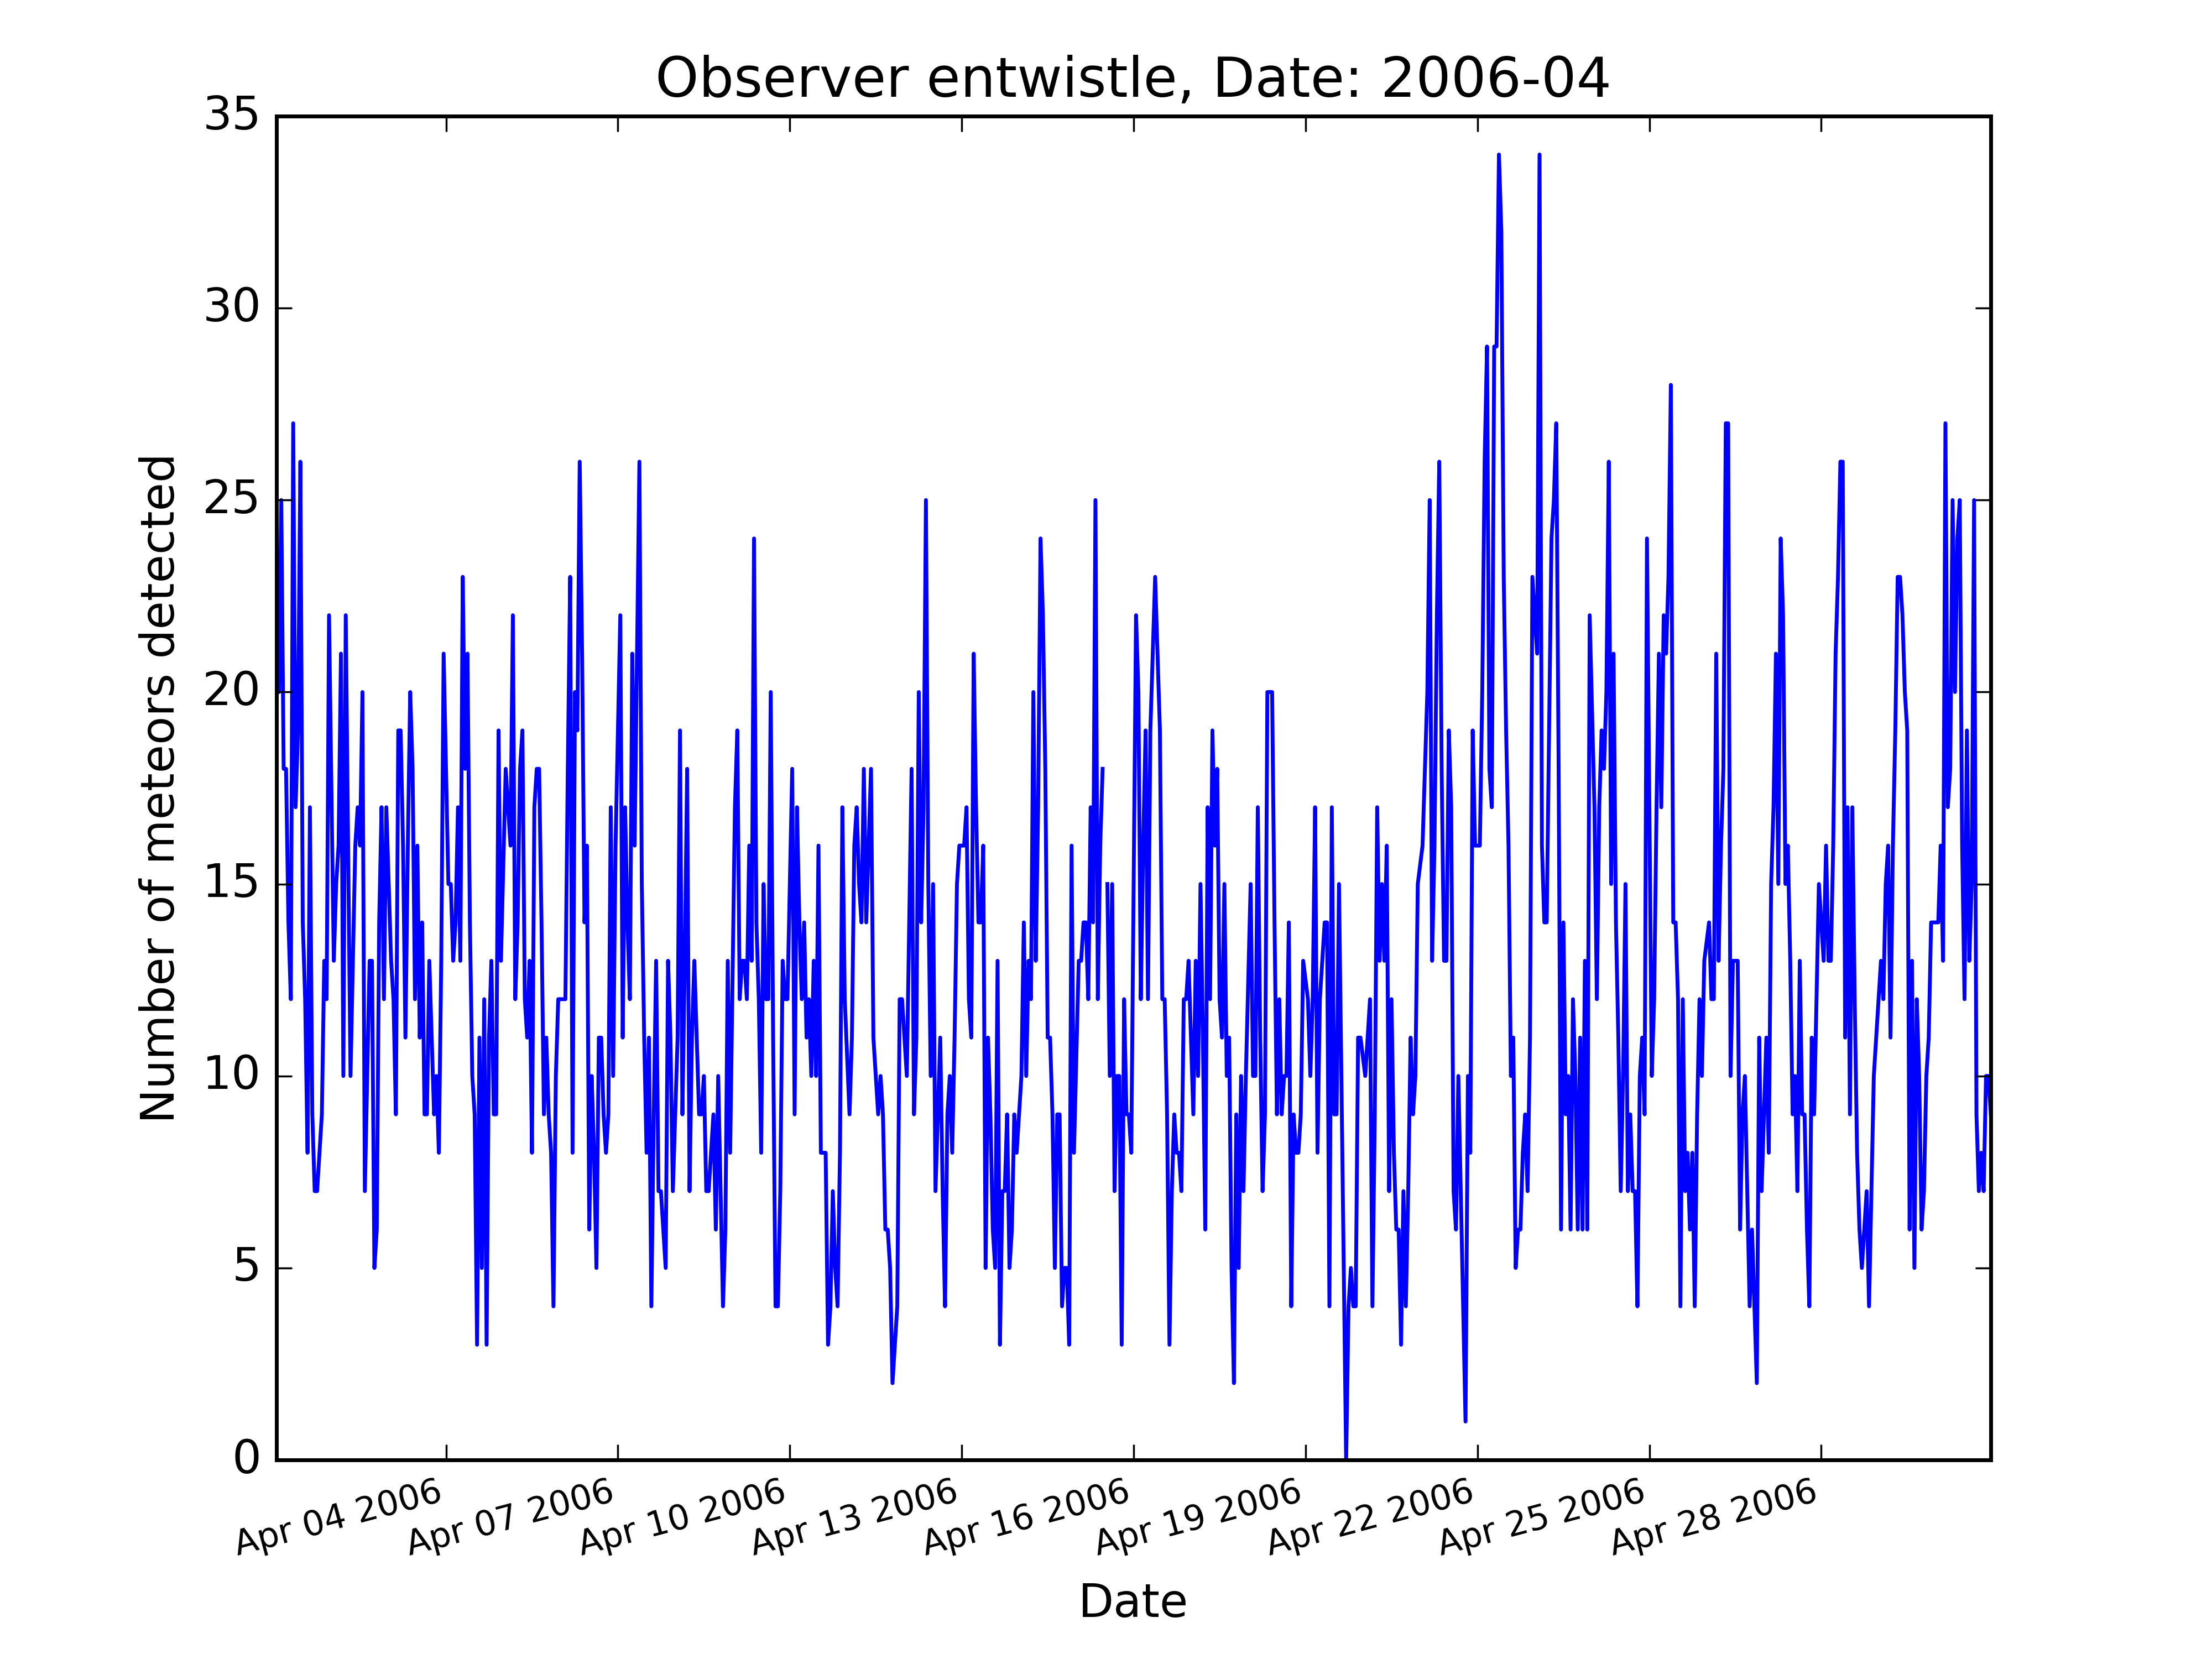 Observer entwistle, Date: 2006-04
Number of meteors detected
35
30
25
20
15
10
5
0
Apr 04 2006
Apr 07 2006
Apr 10 2006
Apr 13 2006
Apr 16 2006
Apr 19 2006
Apr 22 2006
Apr 25 2006
Apr 28 2006
Date